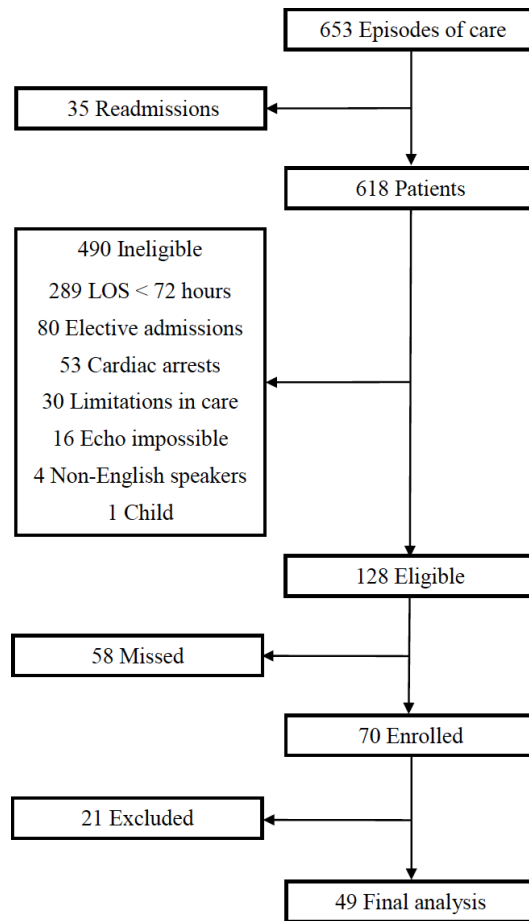 653 Episodes of care
35 Readmissions
618 Patients
490 Ineligible
289 LOS < 72 hours
80 Elective admissions
53 Cardiac arrests
30 Limitations in care
16 Echo impossible
4 Non-English speakers
1 Child
128 Eligible
58 Missed
70 Enrolled
21 Excluded
49 Final analysis